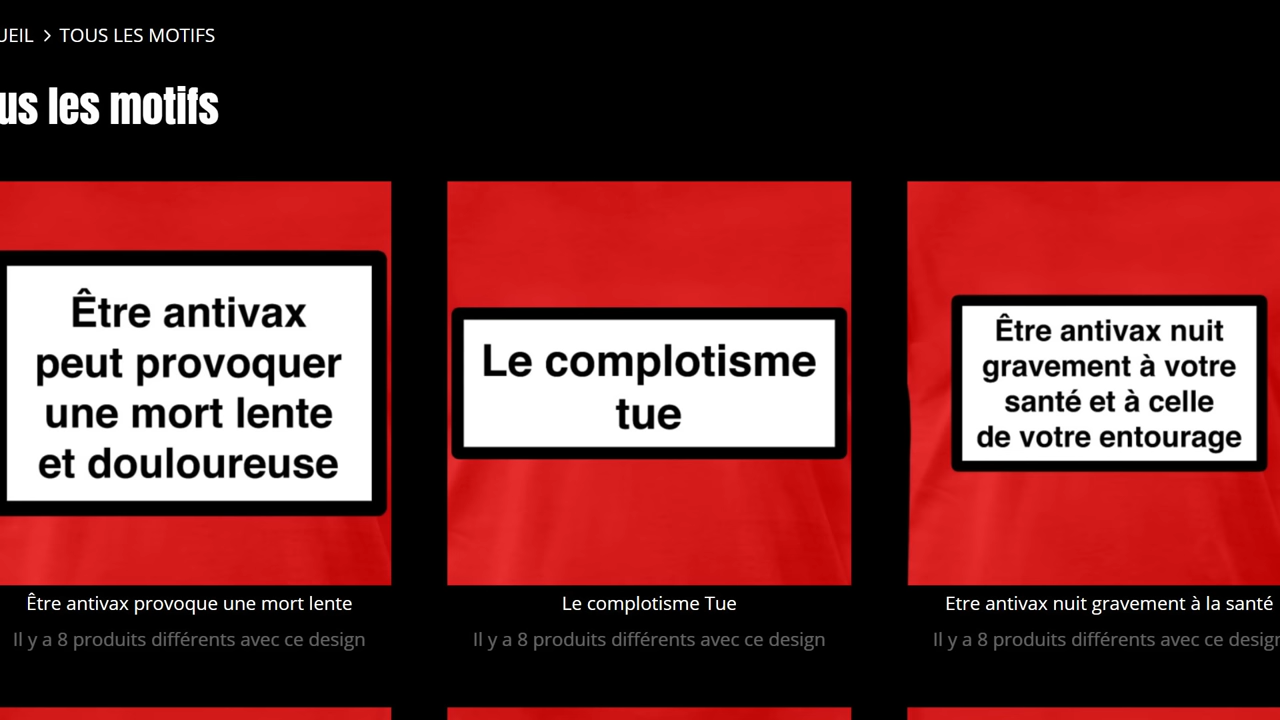 UEIL > TOUS LES MOTIFS
us les motifs
Être antivax
peut provoquer
une mort lente
et douloureuse
Le complotisme
tue
Être antivax nuit
gravement à votre
santé et à celle
de votre entourage
Être antivax provoque une mort lente
Le complotisme Tue
Etre antivax nuit gravement à la santé
Il y a 8 produits différents avec ce design
Il y a 8 produits différents avec ce design
Il y a 8 produits différents avec ce design